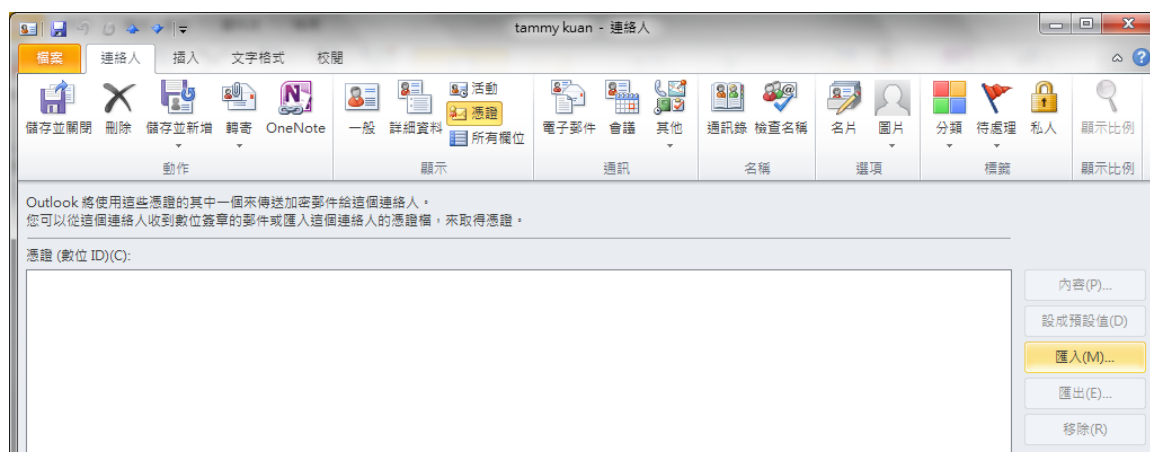 tammy kuan - 連絡人
檔案 連絡人 插入 文字格式 校閱
儲存並關閉 刪除 儲存並新增 轉寄 OneNote
動作
一般 詳細資料 活動 憑證 所有欄位
顯示
電子郵件 會議 其他
通訊
通訊錄 檢查名稱
名稱
名片 圖片
選項
分類 待處理 私人
標籤
顯示比例
顯示比例
Outlook 將使用這些憑證的其中一個來傳送加密郵件給這個連絡人。
您可以從這個連絡人收到數位簽章的郵件或匯入這個連絡人的憑證檔，來取得憑證。
憑證 (數位 ID)(C):
內容(P)...
設成預設值(D)
匯入(M)...
匯出(E)...
移除(R)